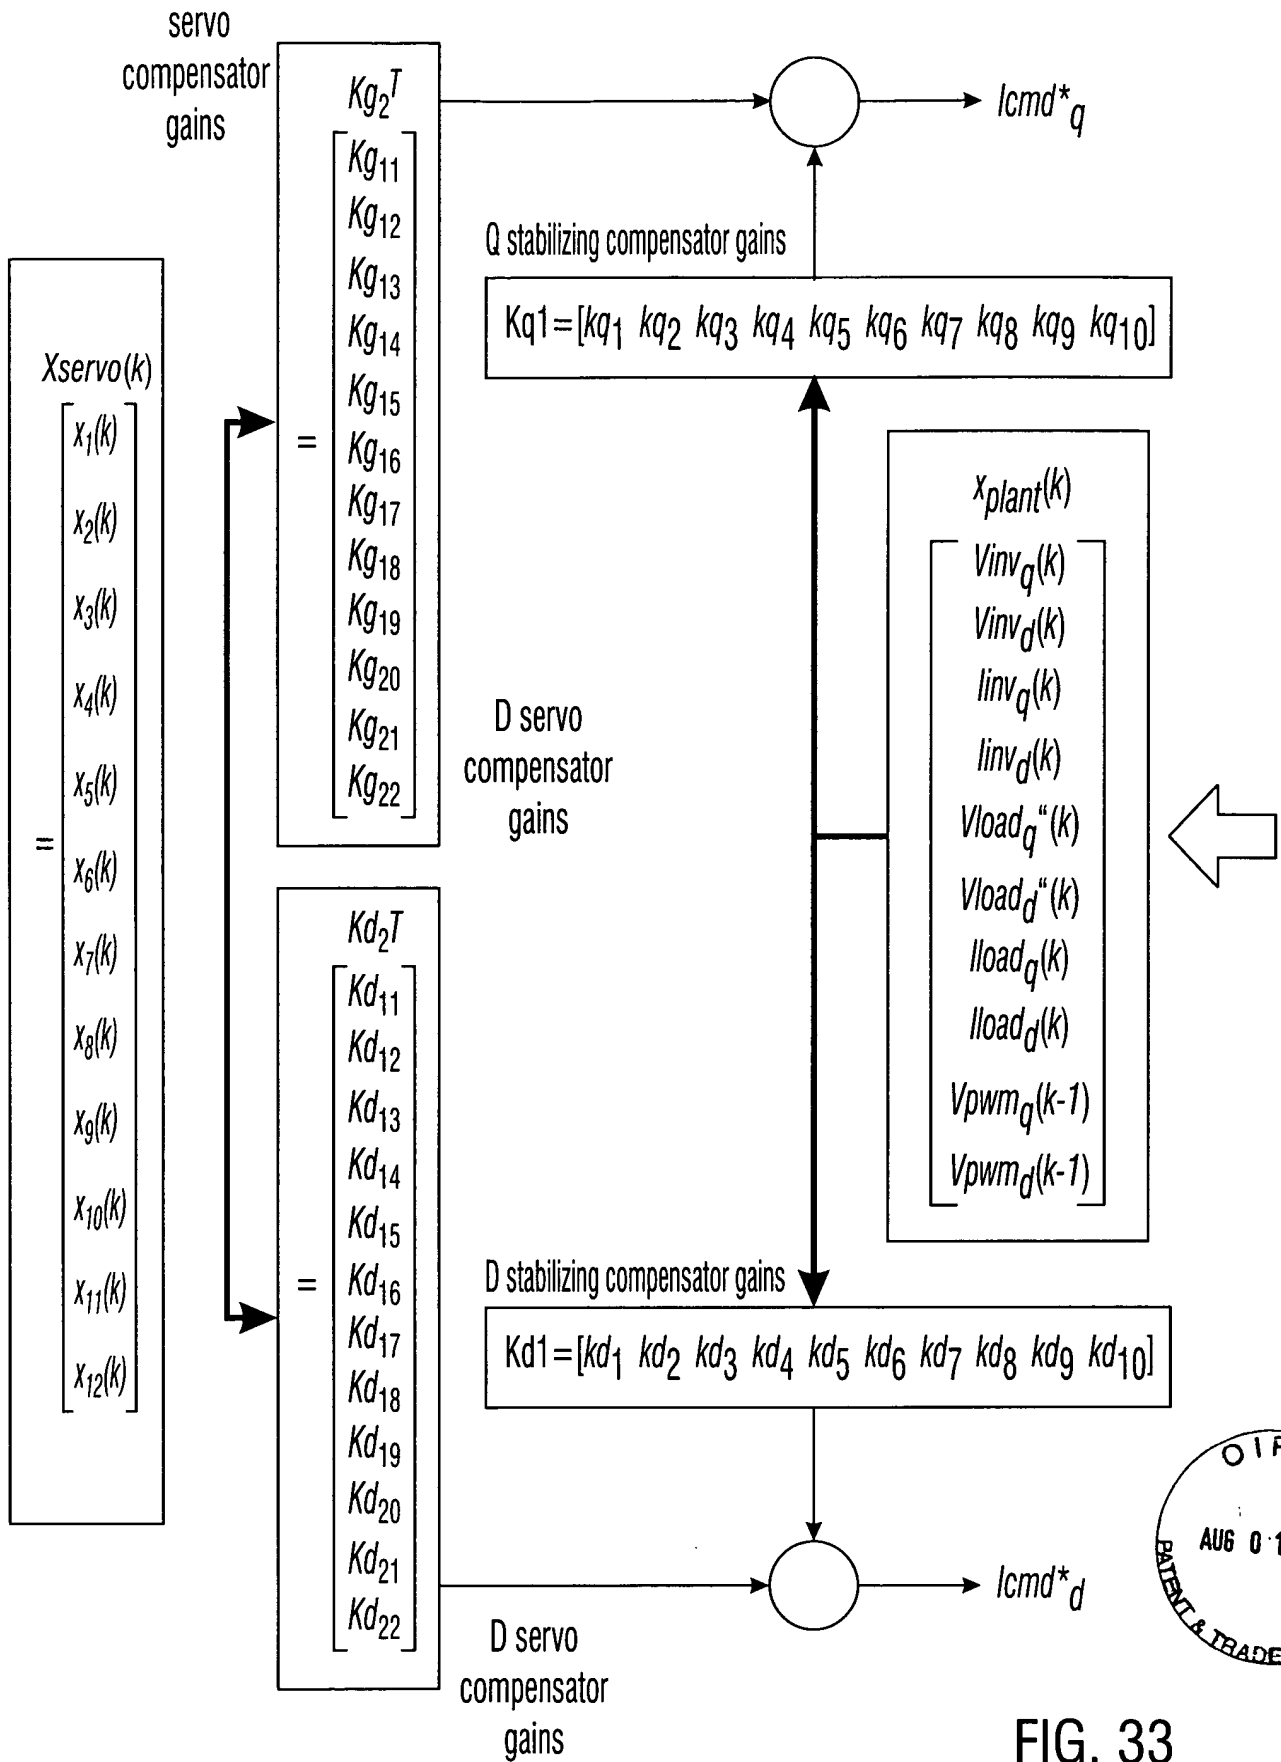 servo
compensator
gains
Kg2T
=
Kg11
Kg12
Kg13
Kg14
Kg15
Kg16
Kg17
Kg18
Kg19
Kg20
Kg21
Kg22
Icmd*q
Q stabilizing compensator gains
Kq1=[kq1 kq2 kq3 kq4 kq5 kq6 kq7 kq8 kq9 kq10]
Xservo(k)
=
x1(k)
x2(k)
x3(k)
x4(k)
x5(k)
x6(k)
x7(k)
x8(k)
x9(k)
x10(k)
x11(k)
x12(k)
D servo
compensator
gains
xplant(k)
Vinvq(k)
Vinvd(k)
Iinvq(k)
Iinvd(k)
Vloadq“(k)
Vloadd“(k)
Iloadq(k)
Iloadd(k)
Vpwmq(k-1)
Vpwmd(k-1)
Kd2T
=
Kd11
Kd12
Kd13
Kd14
Kd15
Kd16
Kd17
Kd18
Kd19
Kd20
Kd21
Kd22
D stabilizing compensator gains
Kd1=[kd1 kd2 kd3 kd4 kd5 kd6 kd7 kd8 kd9 kd10]
Icmd*d
D servo
compensator
gains
AUG 01
PATENT & TRADE
FIG. 33